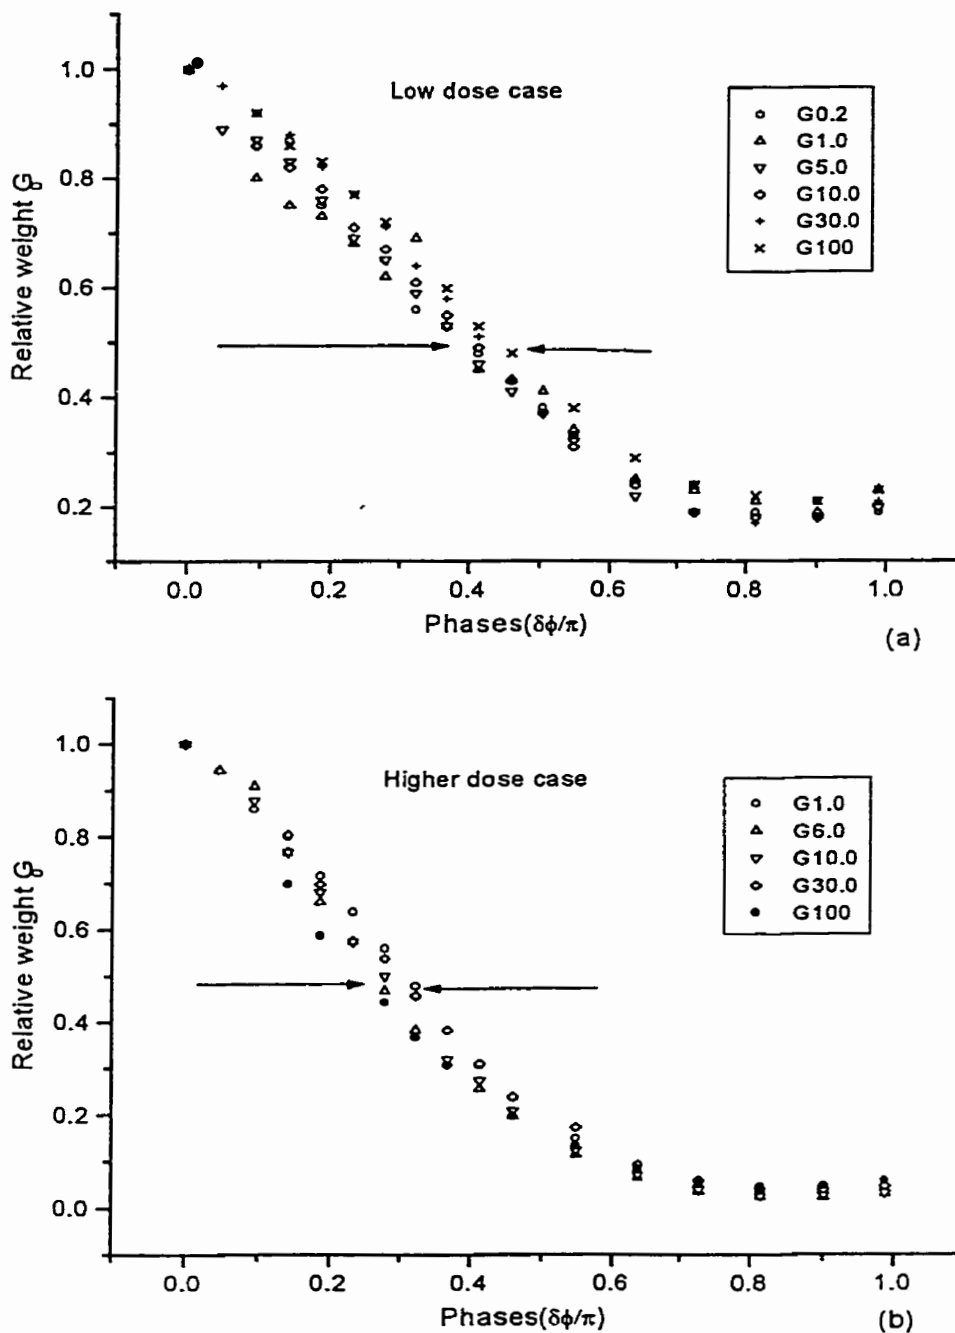 Low dose case
1.0
0.8
0.6
0.4
0.2
Relative weight
G0.2
G1.0
G5.0
G10.0
G30.0
G100
0.0 0.2 0.4 0.6 0.8 1.0
Phases(δϕ/π)
(a)
Higher dose case
1.0
0.8
0.6
0.4
0.2
0.0
Relative weight
G1.0
G6.0
G10.0
G30.0
G100
0.0 0.2 0.4 0.6 0.8 1.0
Phases(δϕ/π)
(b)